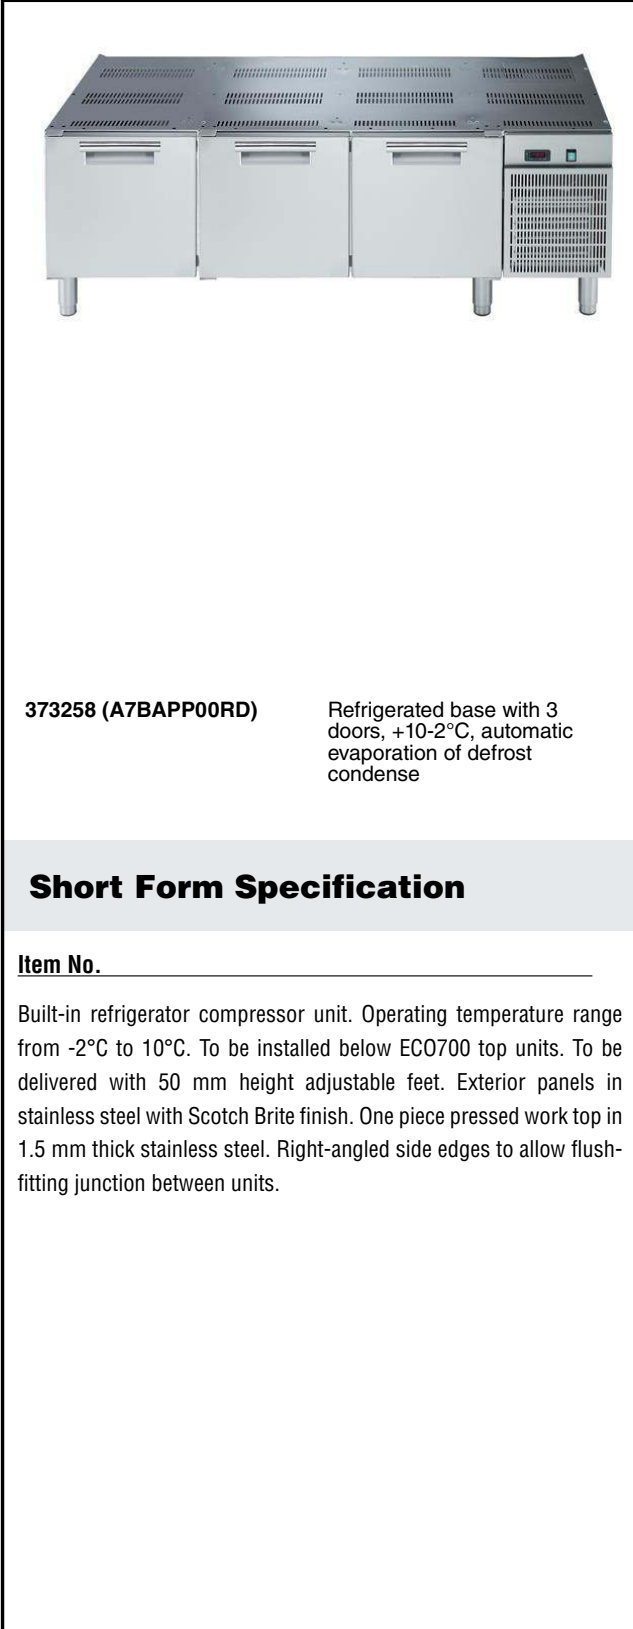 373258 (A7BAPP00RD)
Refrigerated base with 3
doors, +10-2°C, automatic
evaporation of defrost
condense
Short Form Specification
Item No.
Built-in refrigerator compressor unit. Operating temperature range
from -2°C to 10°C. To be installed below ECO700 top units. To be
delivered with 50 mm height adjustable feet. Exterior panels in
stainless steel with Scotch Brite finish. One piece pressed work top in
1.5 mm thick stainless steel. Right-angled side edges to allow flush-
fitting junction between units.